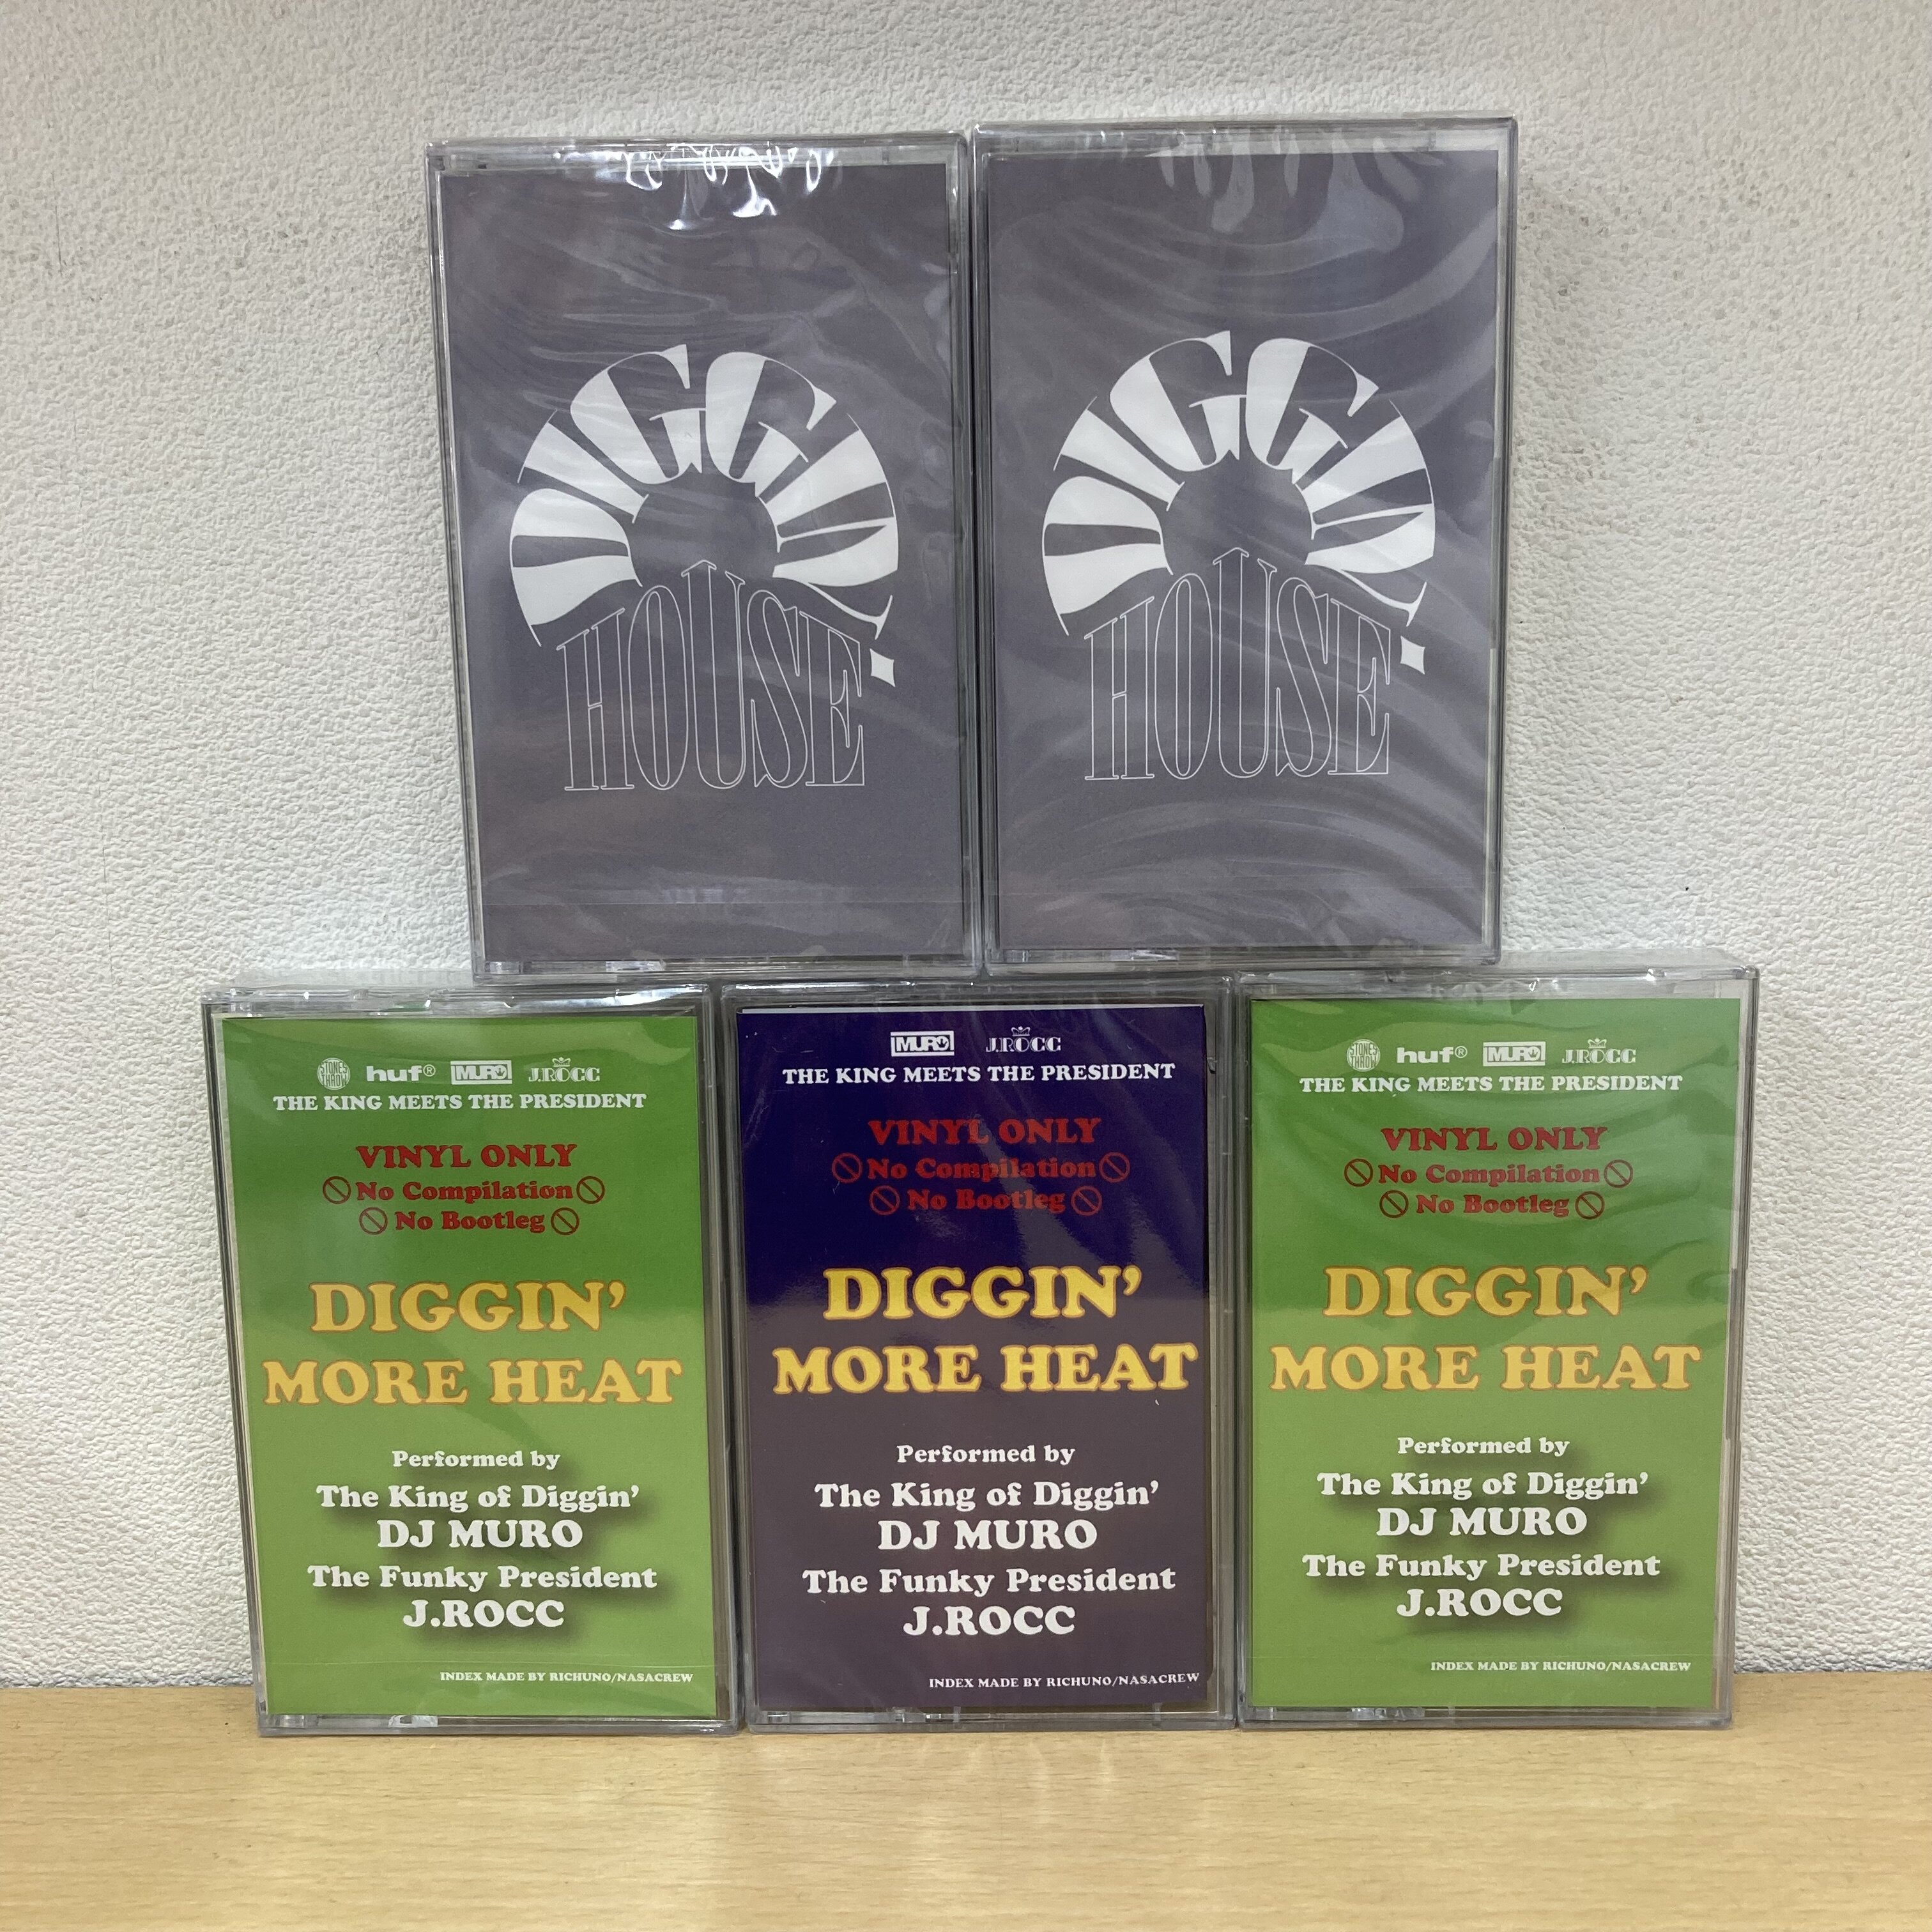 DIGGIN'
HOUSE
DIGGIN'
HOUSE
STONES THROW huf® MURO J.ROCC
THE KING MEETS THE PRESIDENT
VINYL ONLY
No Compilation
No Bootleg
DIGGIN'
MORE HEAT
Performed by
The King of Diggin'
DJ MURO
The Funky President
J.ROCC
INDEX MADE BY RICHUNO/NASACREW
MURO J.ROCC
THE KING MEETS THE PRESIDENT
VINYL ONLY
No Compilation
No Bootleg
DIGGIN'
MORE HEAT
Performed by
The King of Diggin'
DJ MURO
The Funky President
J.ROCC
INDEX MADE BY RICHUNO/NASACREW
STONES THROW huf® MURO J.ROCC
THE KING MEETS THE PRESIDENT
VINYL ONLY
No Compilation
No Bootleg
DIGGIN'
MORE HEAT
Performed by
The King of Diggin'
DJ MURO
The Funky President
J.ROCC
INDEX MADE BY RICHUNO/NASACREW